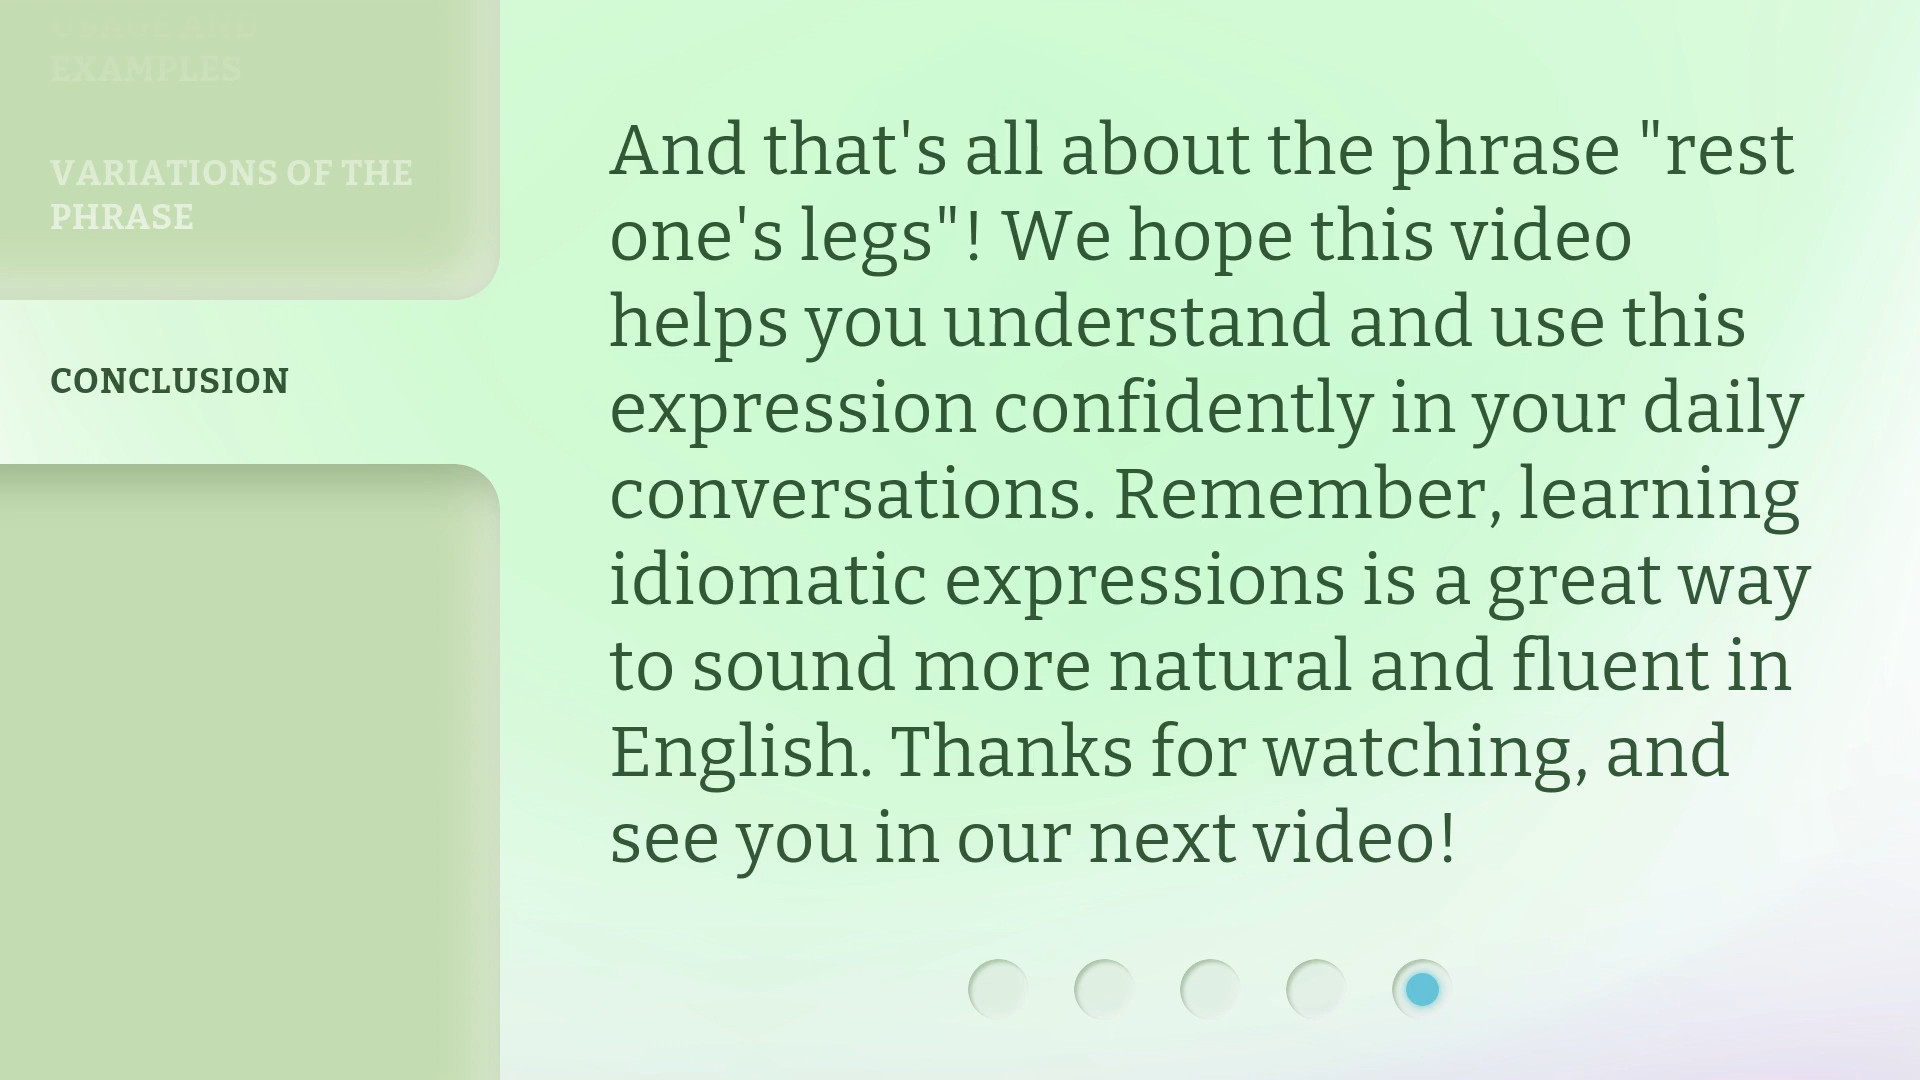 USAGE AND
EXAMPLES
VARIATIONS OF THE
PHRASE
CONCLUSION
And that's all about the phrase "rest
one's legs"! We hope this video
helps you understand and use this
expression confidently in your daily
conversations. Remember, learning
idiomatic expressions is a great way
to sound more natural and fluent in
English. Thanks for watching, and
see you in our next video!